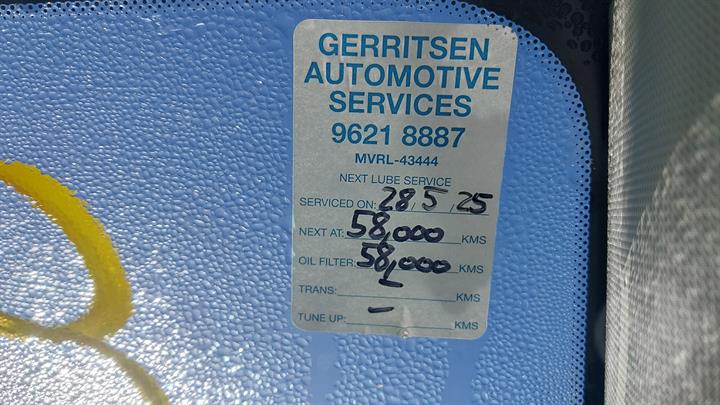 GERRITSEN
AUTOMOTIVE
SERVICES
9621 8887
MVRL-43444
NEXT LUBE SERVICE
SERVICED ON: 28 / 5 / 25
NEXT AT: 58,000 KMS
OIL FILTER: 58,000 KMS
TRANS: - KMS
TUNE UP: - KMS